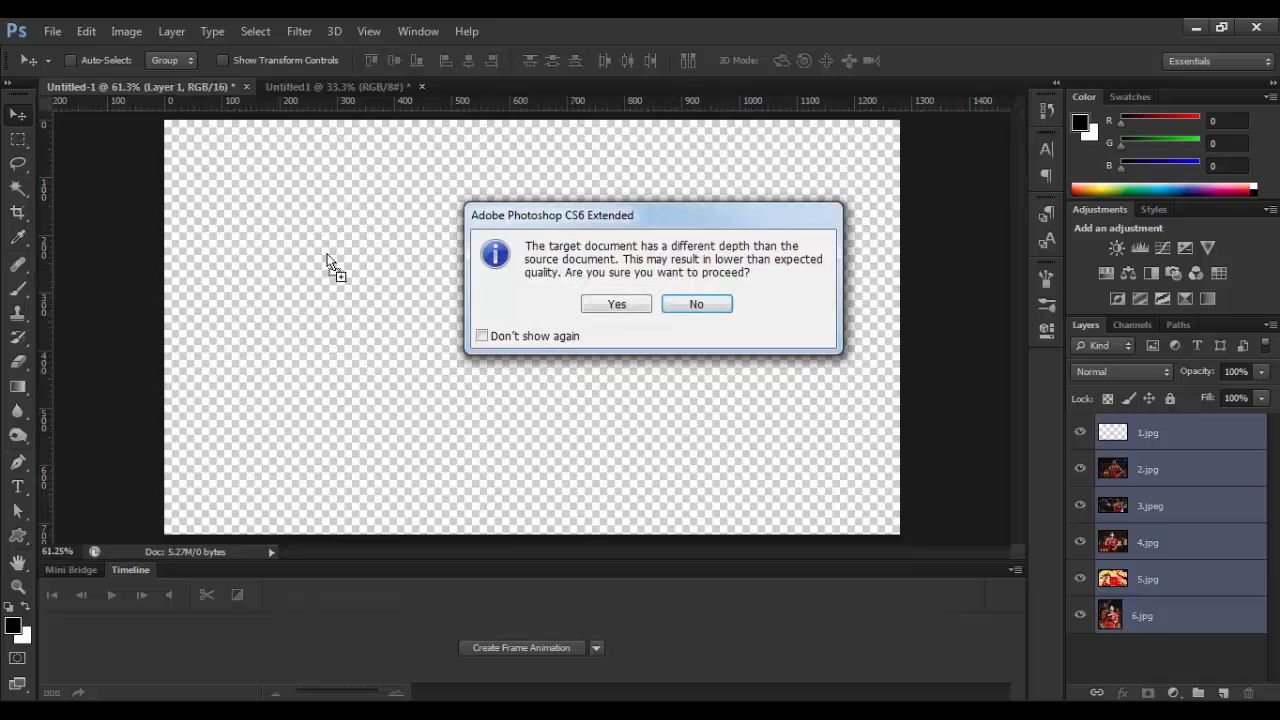 Ps File Edit Image Layer Type Select Filter 3D View Window Help
Auto-Select: Group Show Transform Controls 3D Mode: Essentials
Untitled-1 @ 61.3% (Layer 1, RGB/16) * Untitled1 @ 33.3% (RGB/8#) *
200 100 0 100 200 300 400 500 600 700 800 900 1000 1100 1200 1300 1400
Color Swatches
R 0
G 0
B 0
Adjustments Styles
Add an adjustment
Adobe Photoshop CS6 Extended
The target document has a different depth than the
source document. This may result in lower than expected
quality. Are you sure you want to proceed?
Yes No
Don't show again
Layers Channels Paths
Kind
Normal Opacity: 100%
Lock: Fill: 100%
1.jpg
2.jpg
3.jpeg
4.jpg
5.jpg
6.jpg
61.25% Doc: 5.27M/0 bytes
Mini Bridge Timeline
Create Frame Animation